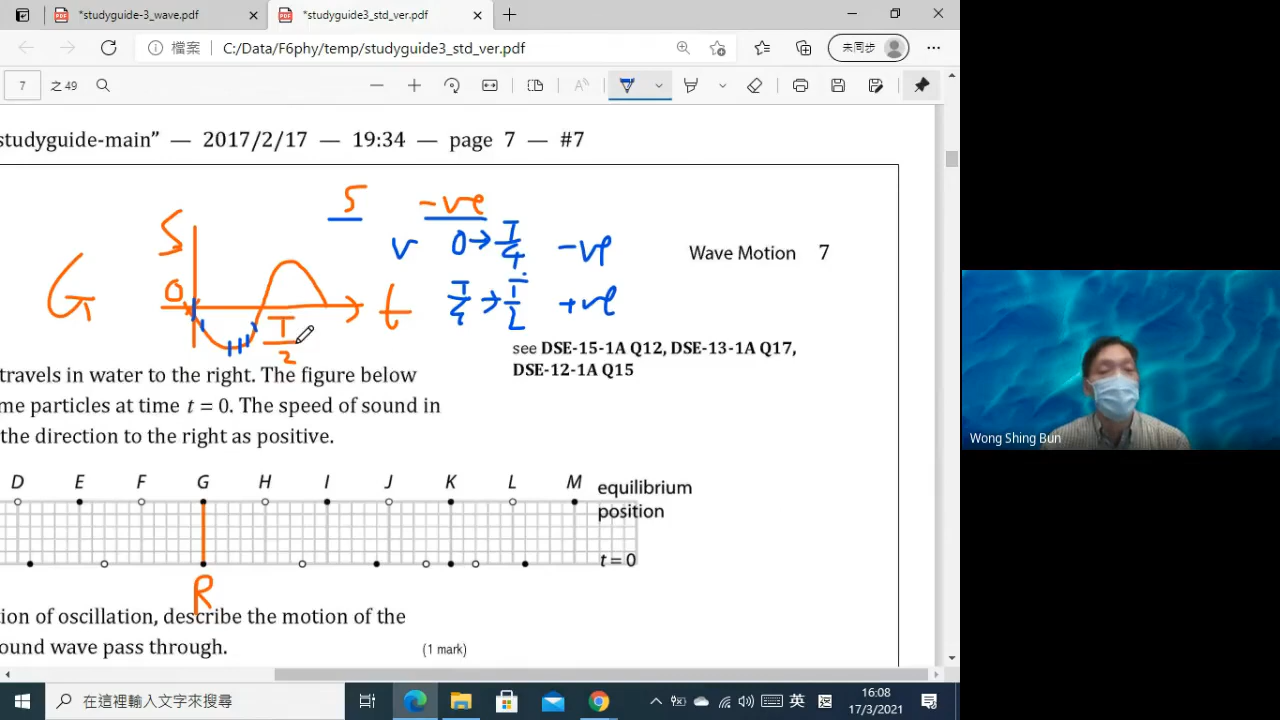 *studyguide-3_wave.pdf
*studyguide3_std_ver.pdf
檔案
C:/Data/F6phy/temp/studyguide3_std_ver.pdf
未同步
7
之 49
studyguide-main” — 2017/2/17 — 19:34 — page 7 — #7
S -ve
S
v 0→T/4 -ve
Wave Motion 7
G
0
t
T/4→T/2 +ve
T/2
see DSE-15-1A Q12, DSE-13-1A Q17,
DSE-12-1A Q15
travels in water to the right. The figure below
me particles at time t = 0. The speed of sound in
the direction to the right as positive.
D E F G H I J K L M
equilibrium
position
t = 0
R
tion of oscillation, describe the motion of the
ound wave pass through.
(1 mark)
Wong Shing Bun
在這裡輸入文字來搜尋
英
16:08
17/3/2021